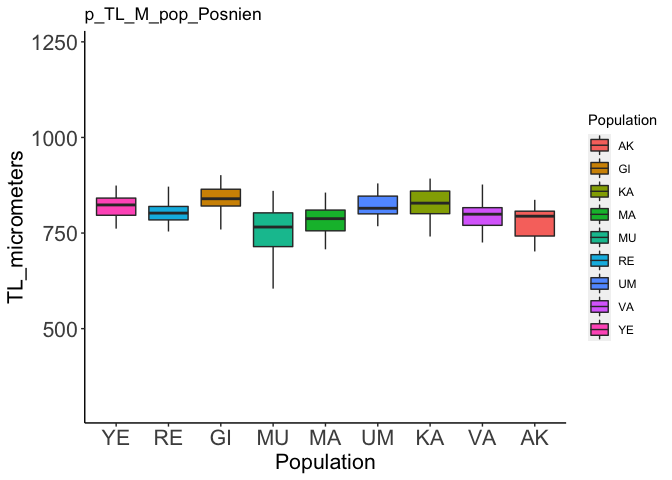 p_TL_M_pop_Posnien
1250
1000
750
500
TL_micrometers
YE RE GI MU MA UM KA VA AK
Population
Population
AK
GI
KA
MA
MU
RE
UM
VA
YE